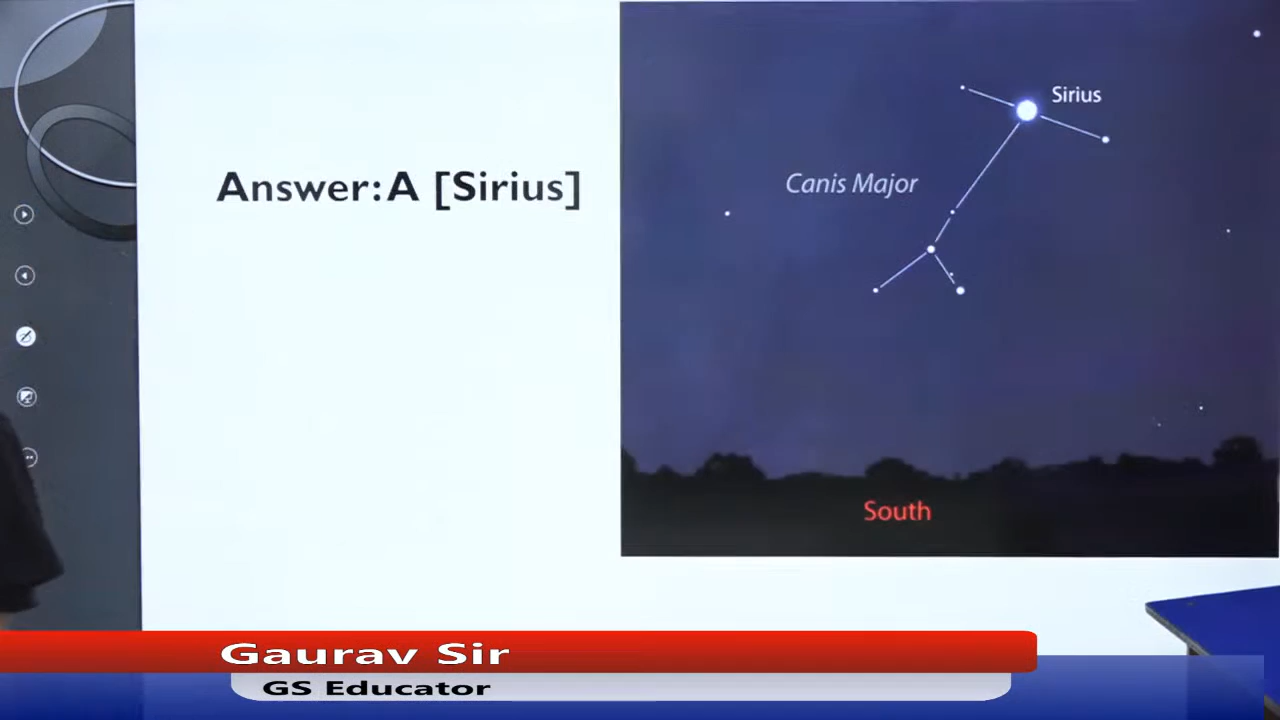 Answer: A [Sirius]
Sirius
Canis Major
South
Gaurav Sir
GS Educator